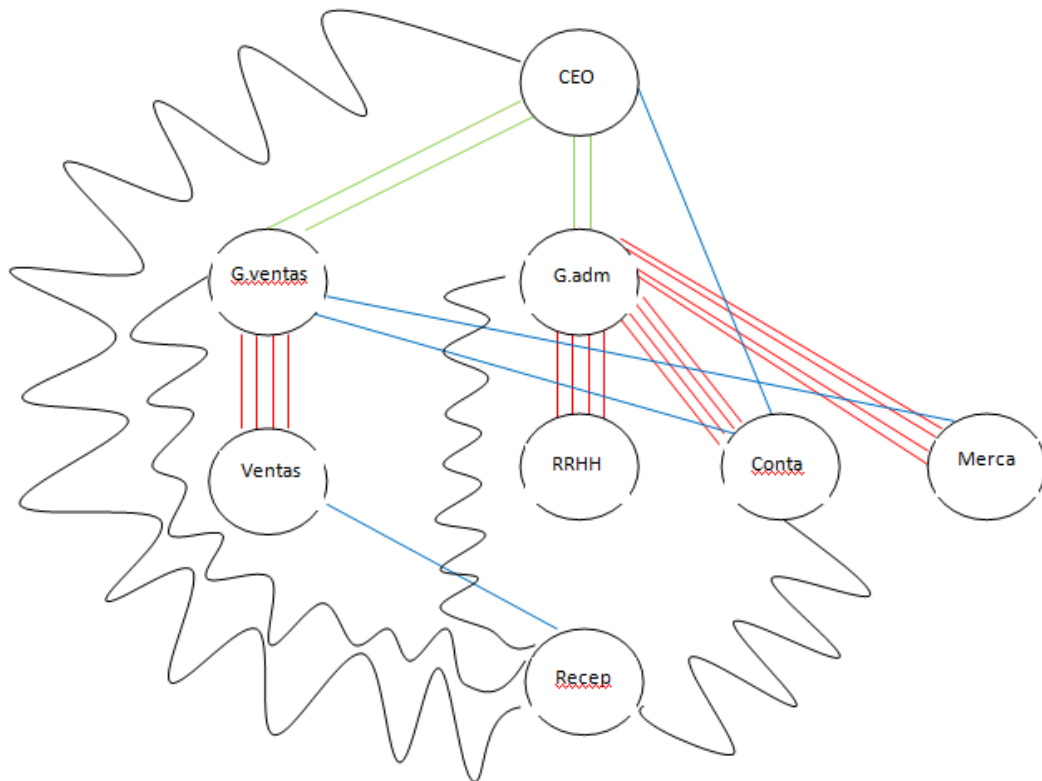 CEO
G.ventas
G.adm
Ventas
RRHH
Conta
Merca
Recep